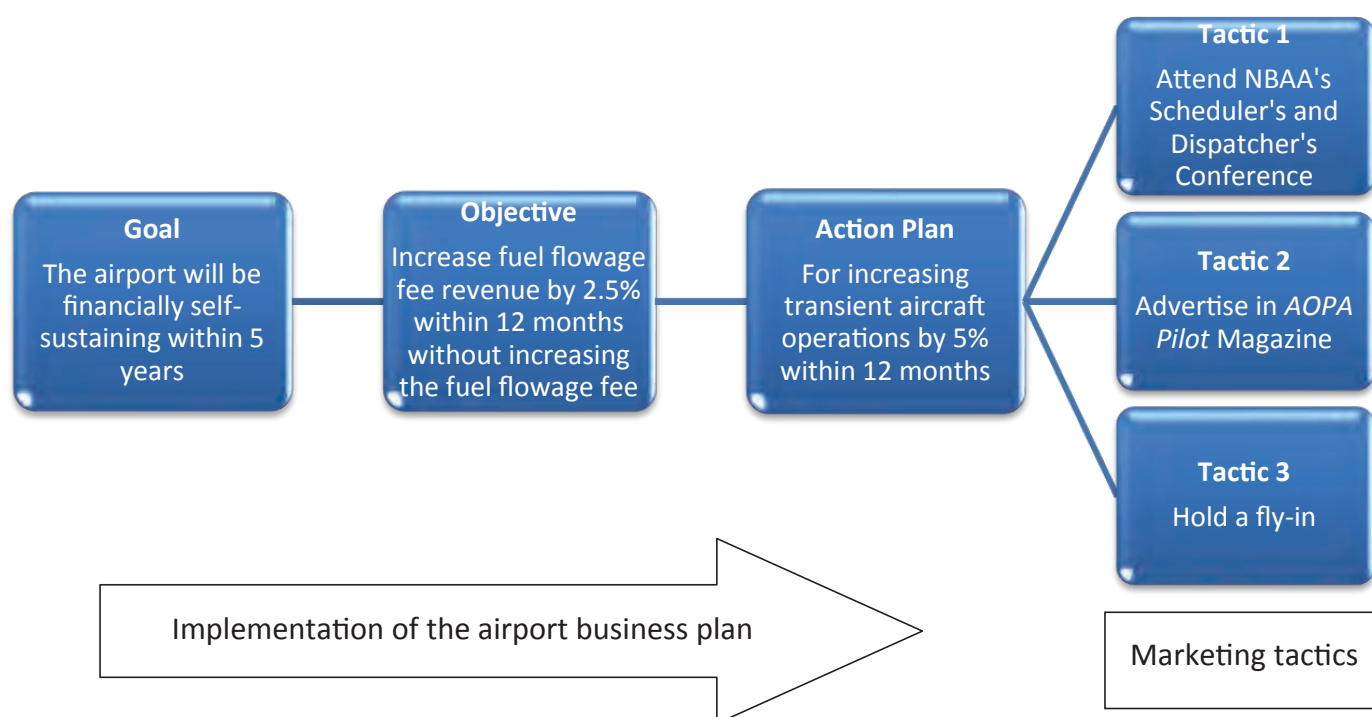 Goal
The airport will be
financially self-
sustaining within 5
years
Objective
Increase fuel flowage
fee revenue by 2.5%
within 12 months
without increasing
the fuel flowage fee
Action Plan
For increasing
transient aircraft
operations by 5%
within 12 months
Tactic 1
Attend NBAA's
Scheduler's and
Dispatcher's
Conference
Tactic 2
Advertise in AOPA
Pilot Magazine
Tactic 3
Hold a fly-in
Implementation of the airport business plan
Marketing tactics